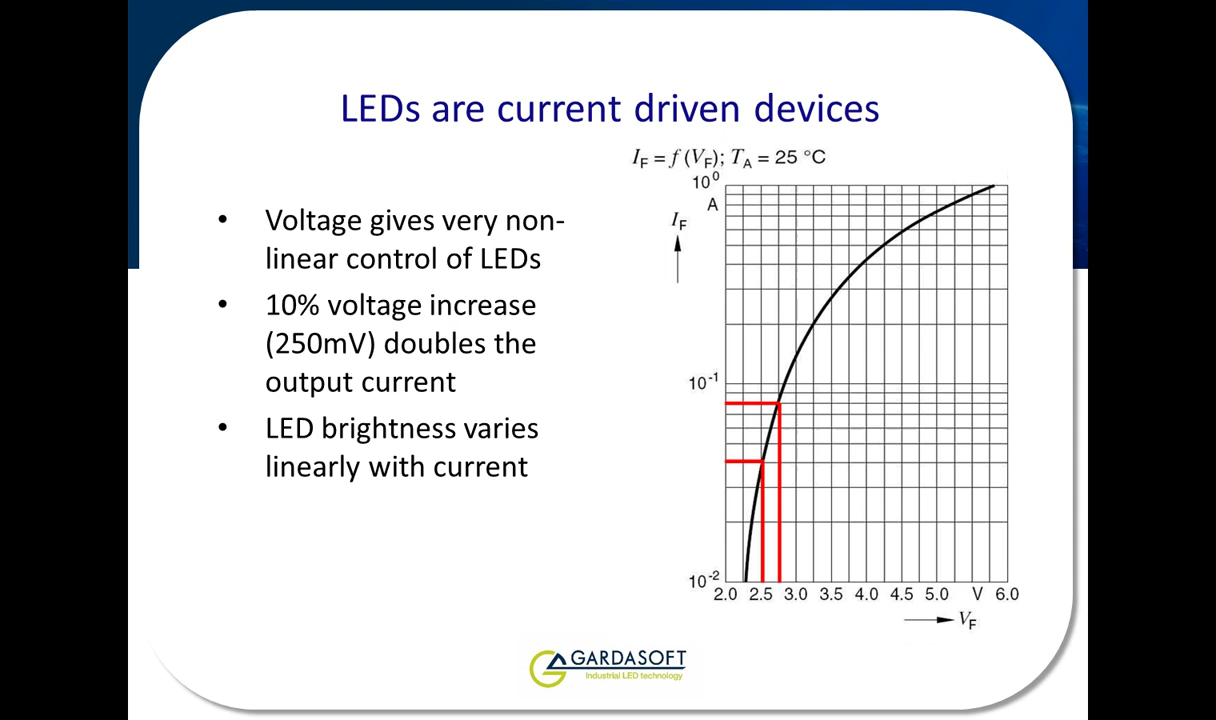 LEDs are current driven devices
• Voltage gives very non-
linear control of LEDs
• 10% voltage increase
(250mV) doubles the
output current
• LED brightness varies
linearly with current
I_F = f (V_F); T_A = 25 °C
10⁰
A
I_F
10⁻¹
10⁻²
2.0 2.5 3.0 3.5 4.0 4.5 5.0 V 6.0
V_F
GARDASOFT
Industrial LED technology